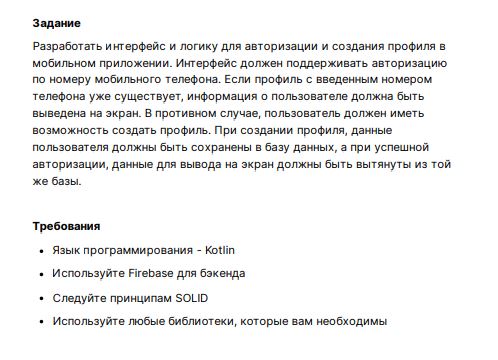 Задание
Разработать интерфейс и логику для авторизации и создания профиля в
мобильном приложении. Интерфейс должен поддерживать авторизацию
по номеру мобильного телефона. Если профиль с введенным номером
телефона уже существует, информация о пользователе должна быть
выведена на экран. В противном случае, пользователь должен иметь
возможность создать профиль. При создании профиля, данные
пользователя должны быть сохранены в базу данных, а при успешной
авторизации, данные для вывода на экран должны быть вытянуты из той
же базы.
Требования
• Язык программирования - Kotlin
• Используйте Firebase для бэкенда
• Следуйте принципам SOLID
• Используйте любые библиотеки, которые вам необходимы